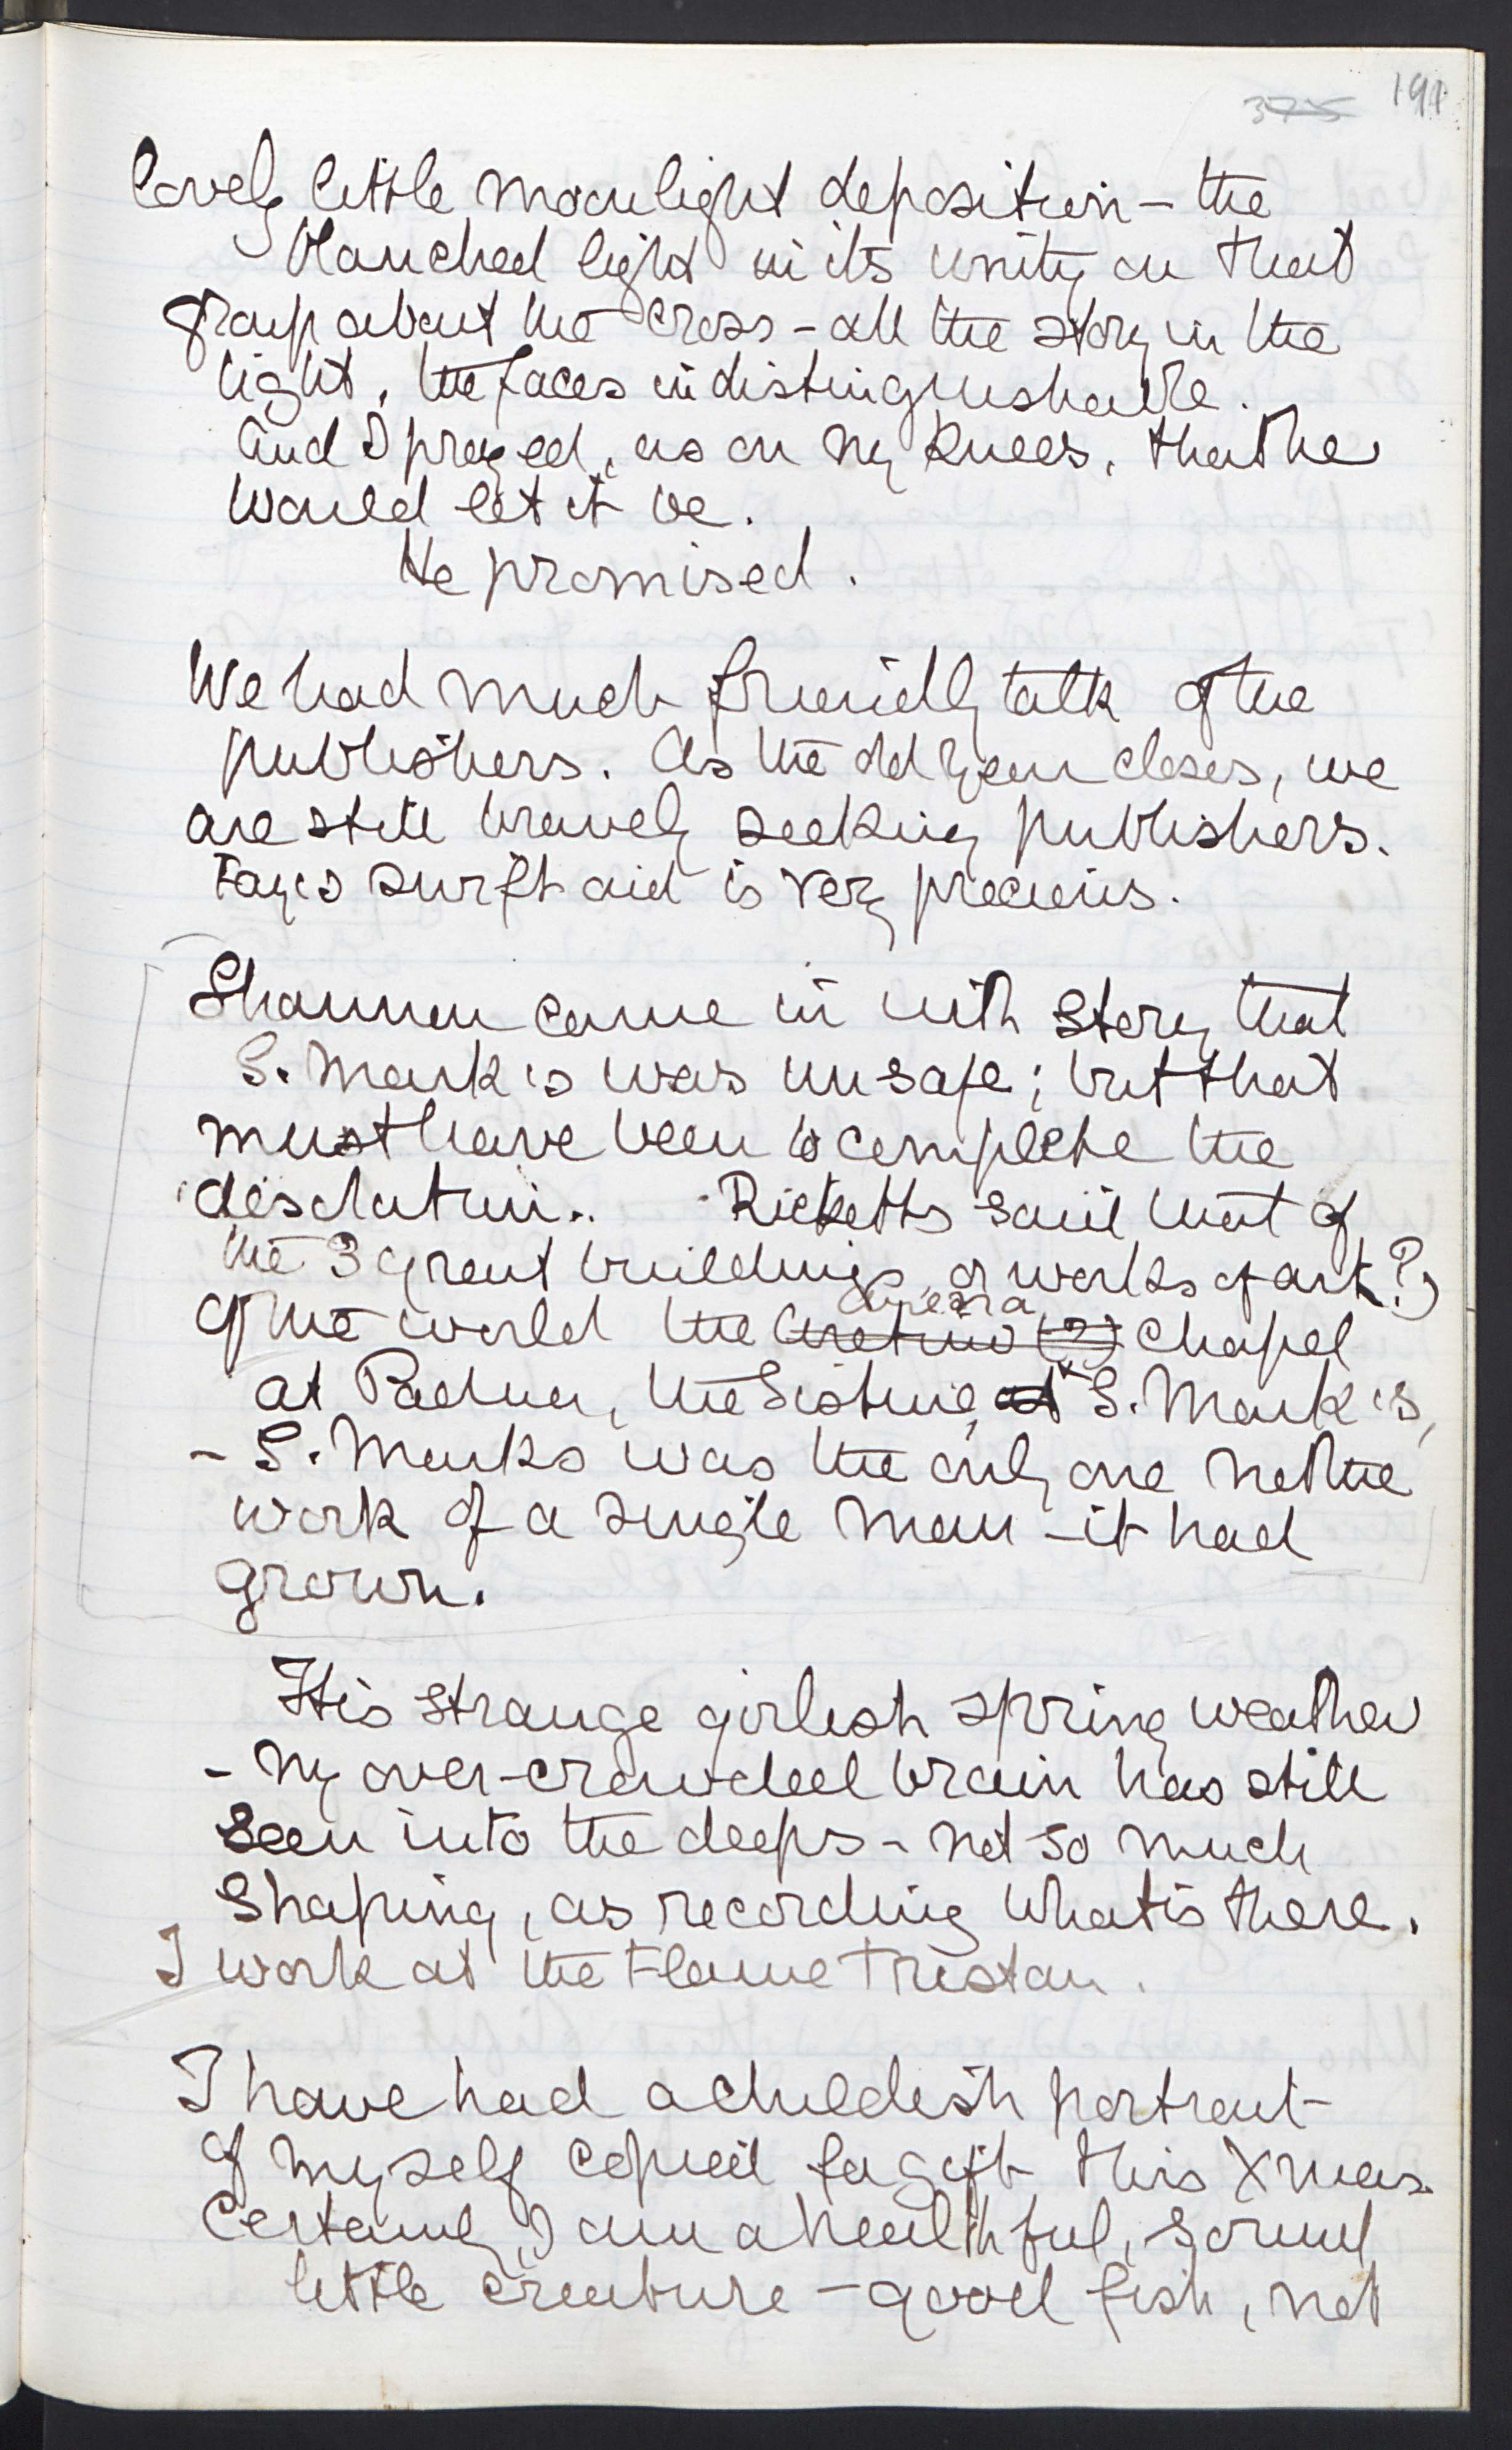 375 191
lovely little moonlight deposition – the
blanched light in its unity on that
group about the cross – all the story in the
light, the faces indistinguishable.
And I prayed, as on my knees, that he
would let it be.
He promised.
We had much friendly talk of the
publishers. As the old year closes, we
are still bravely seeking publishers.
Fay's swift aid is very precious.
Shannon came in with story that
S. Mark's was unsafe; but that
must have been to complete the
desolation. Ricketts said that of
the 3 great buildings, or works of art?)
of the world the Arena chapel
at Padua, the Sistine, S. Mark's,
– S. Marks was the only one not the
work of a single man – it had
grown.
It is strange girlish spring weather
– My over-crowded brain has still
seen into the deeps – not so much
shaping, as recording what is there.
I work at the Flame Tristan.
I have had a childish portrait
of myself copied for gift this Xmas.
Certainly, I am a healthful, sound
little creature – good fish, not